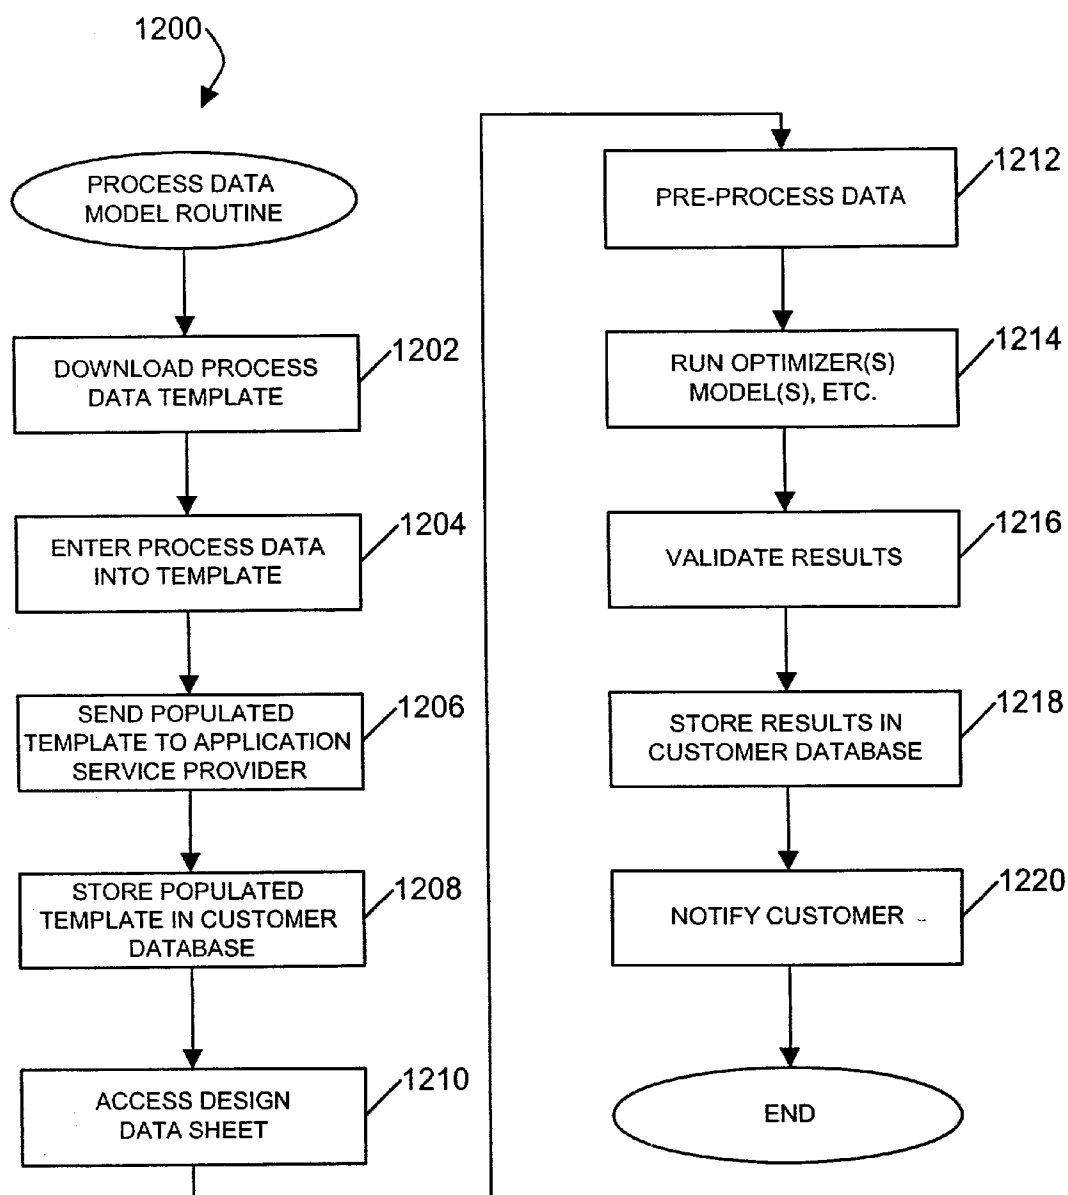 1200
PROCESS DATA
MODEL ROUTINE
1202
DOWNLOAD PROCESS
DATA TEMPLATE
1204
ENTER PROCESS DATA
INTO TEMPLATE
1206
SEND POPULATED
TEMPLATE TO APPLICATION
SERVICE PROVIDER
1208
STORE POPULATED
TEMPLATE IN CUSTOMER
DATABASE
1210
ACCESS DESIGN
DATA SHEET
1212
PRE-PROCESS DATA
1214
RUN OPTIMIZER(S)
MODEL(S), ETC.
1216
VALIDATE RESULTS
1218
STORE RESULTS IN
CUSTOMER DATABASE
1220
NOTIFY CUSTOMER
END